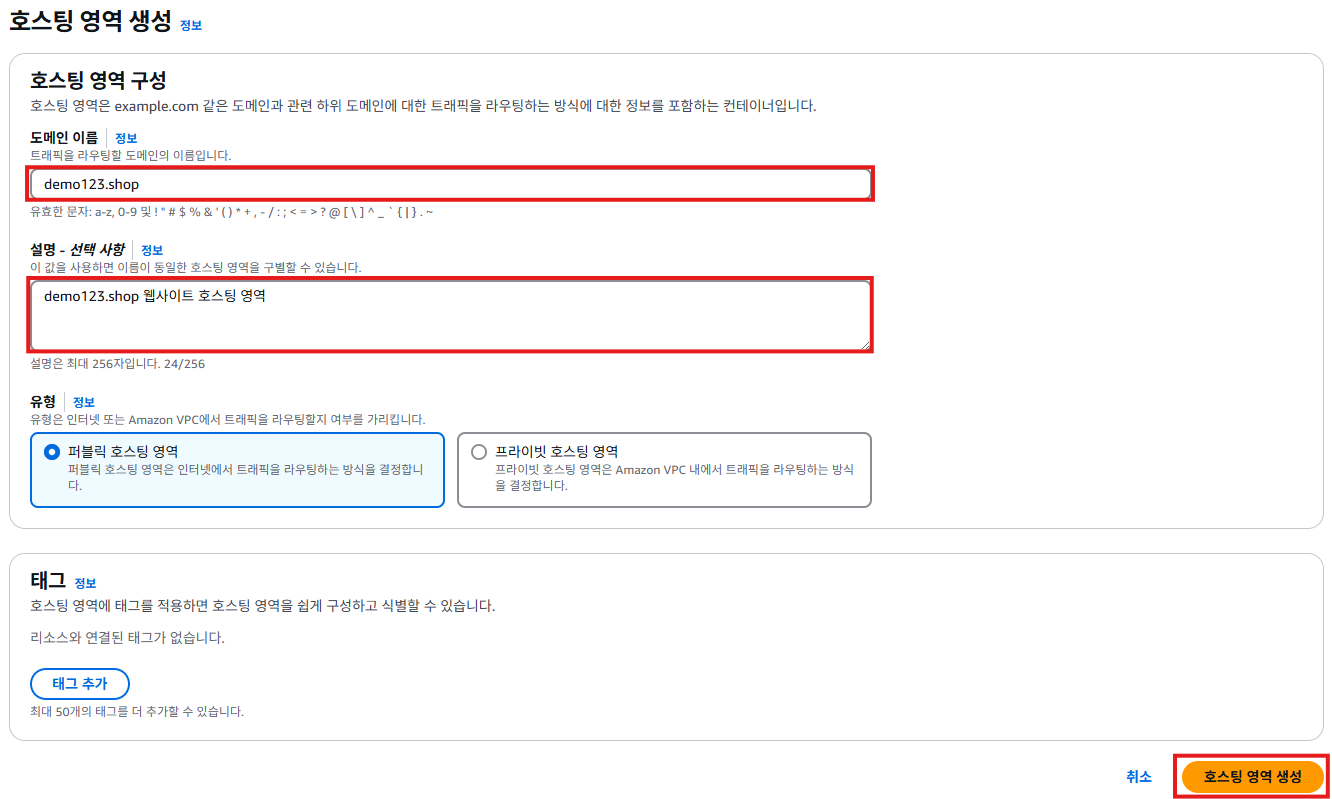 호스팅 영역 생성 정보
호스팅 영역 구성
호스팅 영역은 example.com 같은 도메인과 관련 하위 도메인에 대한 트래픽을 라우팅하는 방식에 대한 정보를 포함하는 컨테이너입니다.
도메인 이름 정보
트래픽을 라우팅할 도메인의 이름입니다.
demo123.shop
유효한 문자: a-z, 0-9 및 ! " # $ % & ' ( ) * + , - / : ; < = > ? @ [ \ ] ^ _ ` { | } . ~
설명 - 선택 사항 정보
이 값을 사용하면 이름이 동일한 호스팅 영역을 구별할 수 있습니다.
demo123.shop 웹사이트 호스팅 영역
설명은 최대 256자입니다. 24/256
유형 정보
유형은 인터넷 또는 Amazon VPC에서 트래픽을 라우팅할지 여부를 가리킵니다.
퍼블릭 호스팅 영역
퍼블릭 호스팅 영역은 인터넷에서 트래픽을 라우팅하는 방식을 결정합니
다.
프라이빗 호스팅 영역
프라이빗 호스팅 영역은 Amazon VPC 내에서 트래픽을 라우팅하는 방식
을 결정합니다.
태그 정보
호스팅 영역에 태그를 적용하면 호스팅 영역을 쉽게 구성하고 식별할 수 있습니다.
리소스와 연결된 태그가 없습니다.
태그 추가
최대 50개의 태그를 더 추가할 수 있습니다.
취소 호스팅 영역 생성